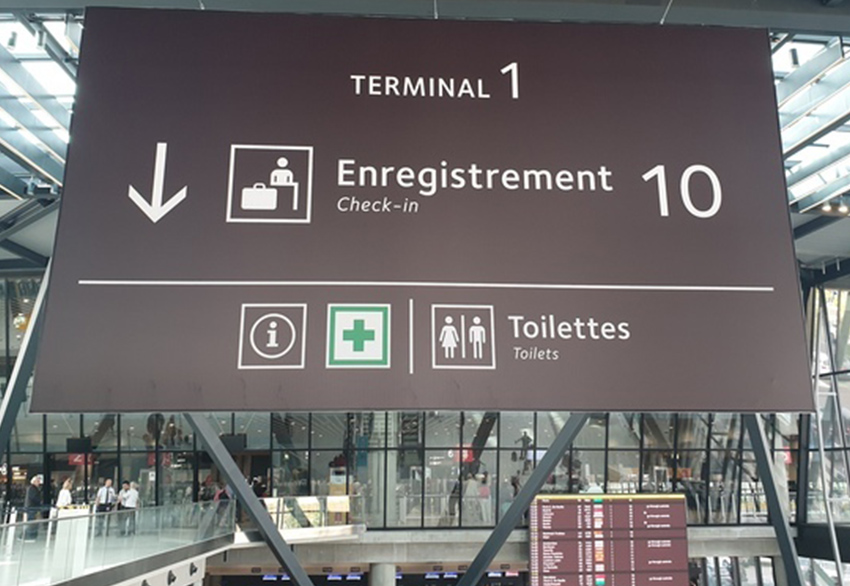 TERMINAL 1
Enregistrement 10
Check-in
i
Toilettes
Toilets